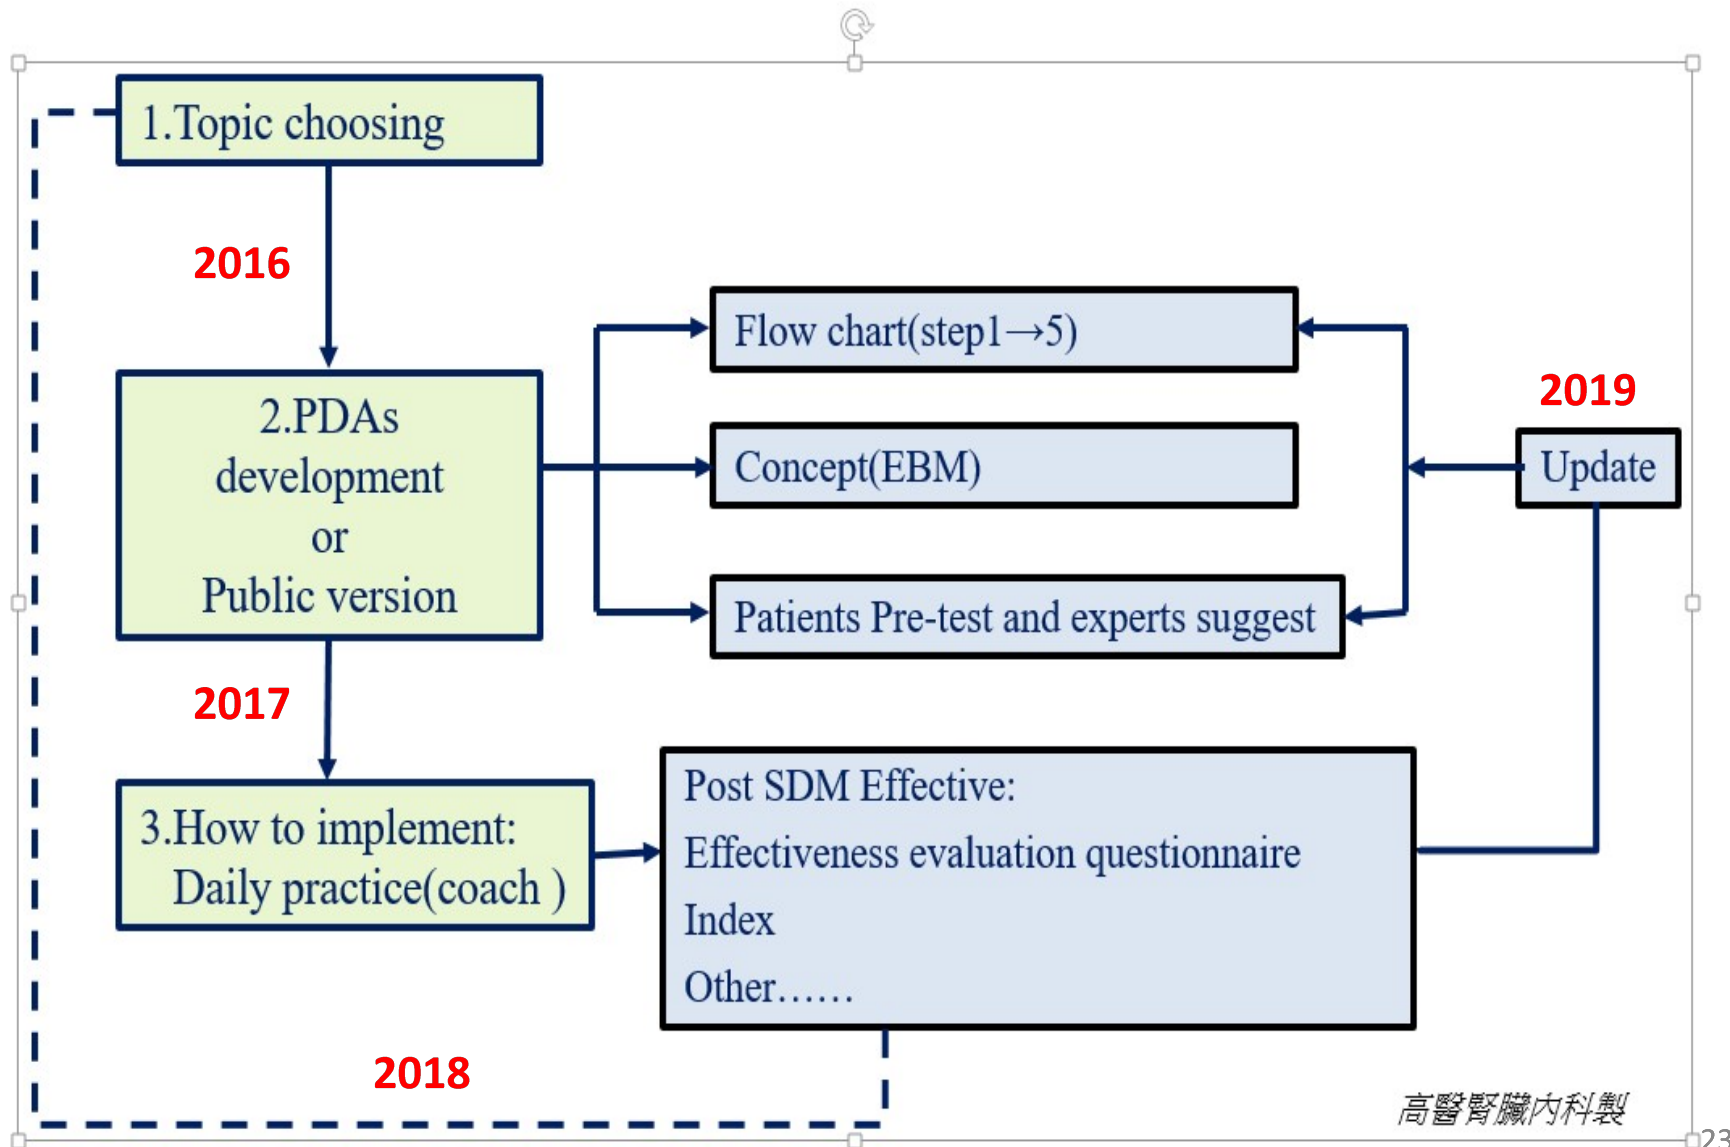 1.Topic choosing
2016
2.PDAs
development
or
Public version
2017
3.How to implement:
Daily practice(coach )
Flow chart(step1→5)
Concept(EBM)
Patients Pre-test and experts suggest
2019
Update
Post SDM Effective:
Effectiveness evaluation questionnaire
Index
Other……
2018
高醫腎臟內科製
23